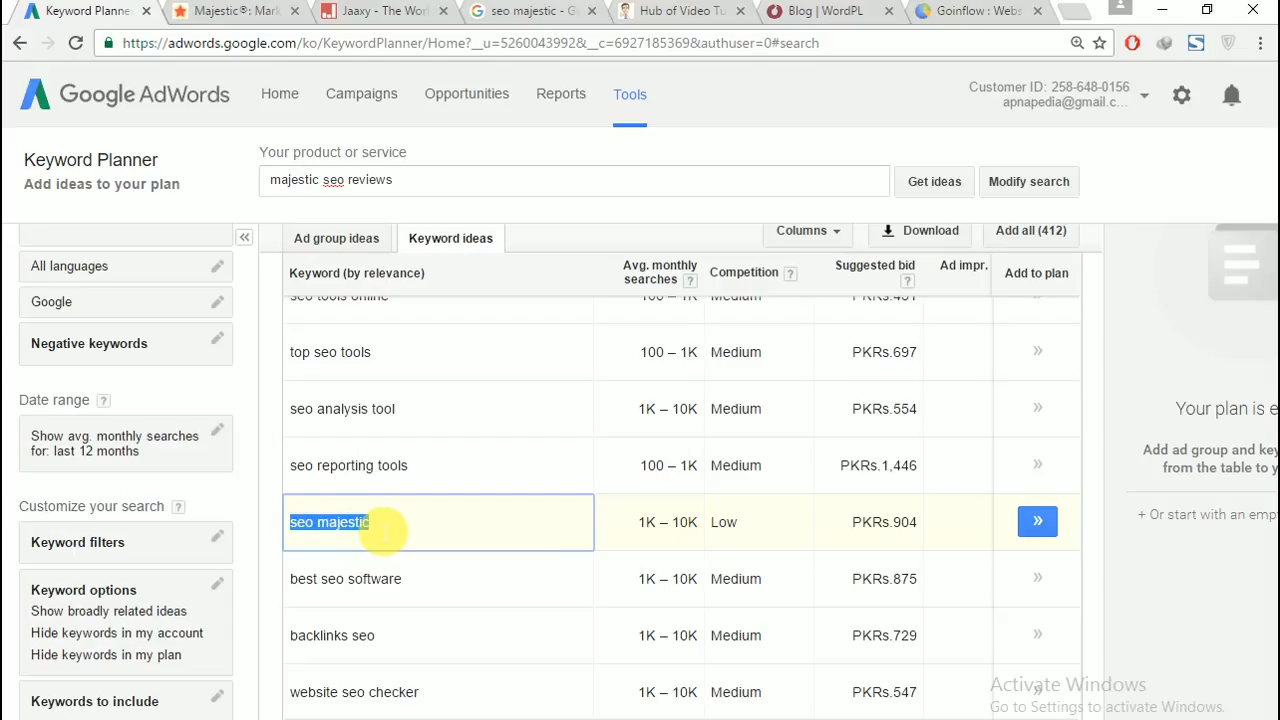 Keyword Planne
Majestic®: Mark
Jaaxy - The Wor
seo majestic - G
Hub of Video Tu
Blog | WordPL
Goinflow : Webs
https://adwords.google.com/ko/KeywordPlanner/Home?__u=5260043992&__c=6927185369&authuser=0#search
Google AdWords
Home
Campaigns
Opportunities
Reports
Tools
Customer ID: 258-648-0156
apnapedia@gmail.c...
Keyword Planner
Add ideas to your plan
Your product or service
majestic seo reviews
Get ideas
Modify search
All languages
Google
Negative keywords
Date range ?
Show avg. monthly searches
for: last 12 months
Customize your search ?
Keyword filters
Keyword options
Show broadly related ideas
Hide keywords in my account
Hide keywords in my plan
Keywords to include
Ad group ideas
Keyword ideas
Columns
Download
Add all (412)
Keyword (by relevance)
Avg. monthly
searches ?
Competition ?
Suggested bid
?
Ad impr.
Add to plan
seo tools online 100 – 1K Medium PKRs.451
top seo tools 100 – 1K Medium PKRs.697 »
seo analysis tool 1K – 10K Medium PKRs.554 »
seo reporting tools 100 – 1K Medium PKRs.1,446 »
seo majestic 1K – 10K Low PKRs.904 »
best seo software 1K – 10K Medium PKRs.875 »
backlinks seo 1K – 10K Medium PKRs.729 »
website seo checker 1K – 10K Medium PKRs.547 »
Your plan is e
Add ad group and key
from the table to y
+ Or start with an emp
Activate Windows
Go to Settings to activate Windows.